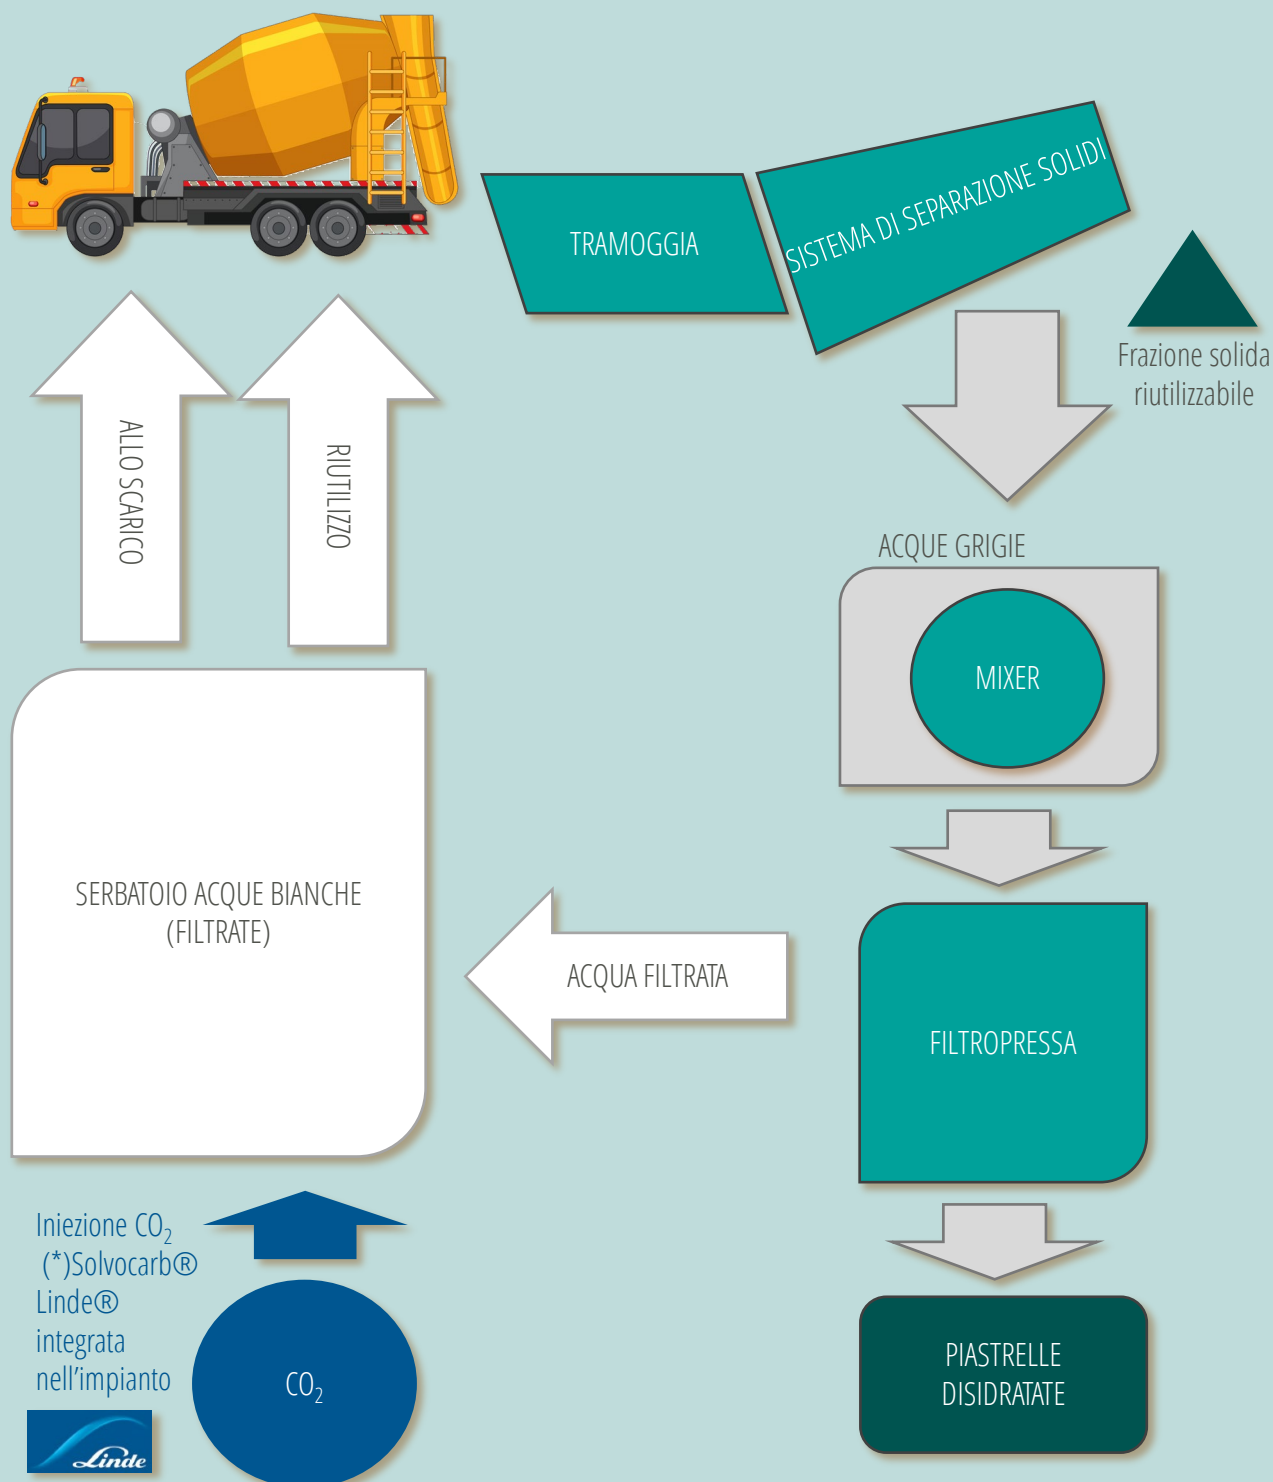 TRAMOGGIA
SISTEMA DI SEPARAZIONE SOLIDI
Frazione solida
riutilizzabile
ALLO SCARICO
RIUTILIZZO
ACQUE GRIGIE
MIXER
SERBATOIO ACQUE BIANCHE
(FILTRATE)
ACQUA FILTRATA
FILTROPRESSA
Iniezione CO₂
(*)Solvocarb®
Linde®
integrata
nell'impianto
CO₂
PIASTRELLE
DISIDRATATE
Linde